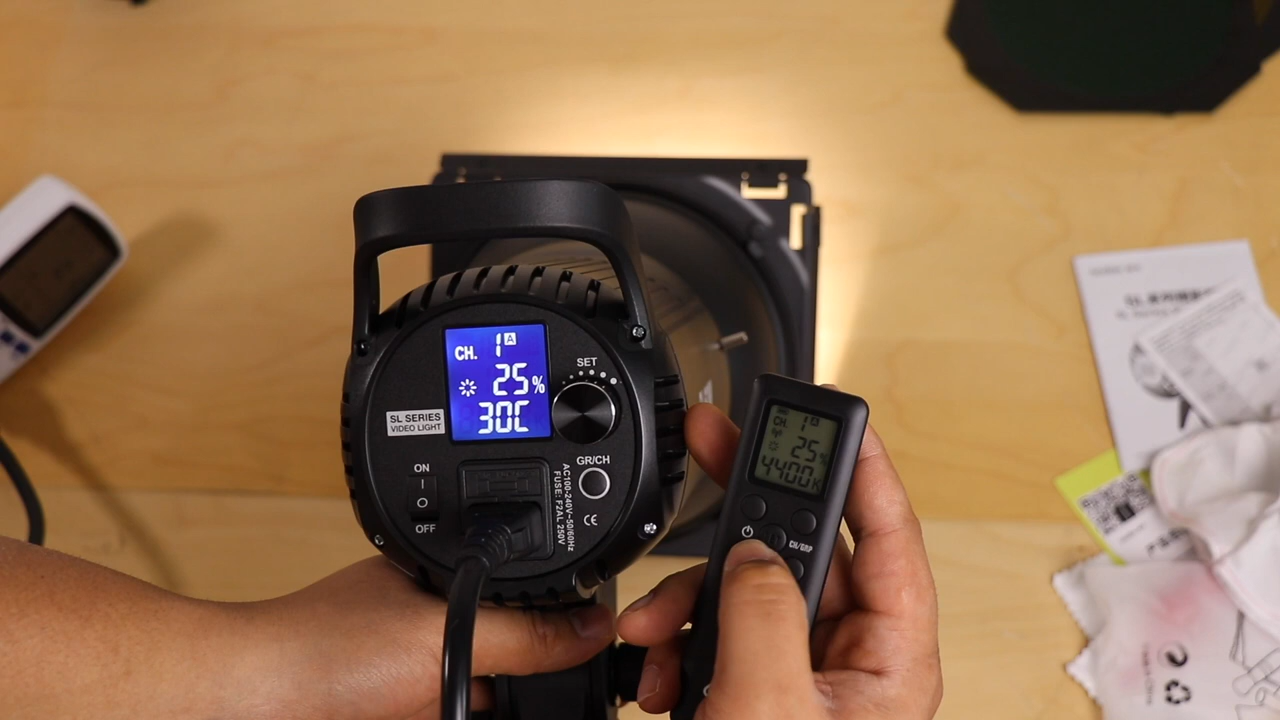 CH. 1 A
25%
30C
SET
SL SERIES
VIDEO LIGHT
ON
I
O
OFF
GR/CH
AC100-240V~50/60Hz
FUSE: F2AL 250V
CE
CH. 1 A
25%
4400K
CH/GRP